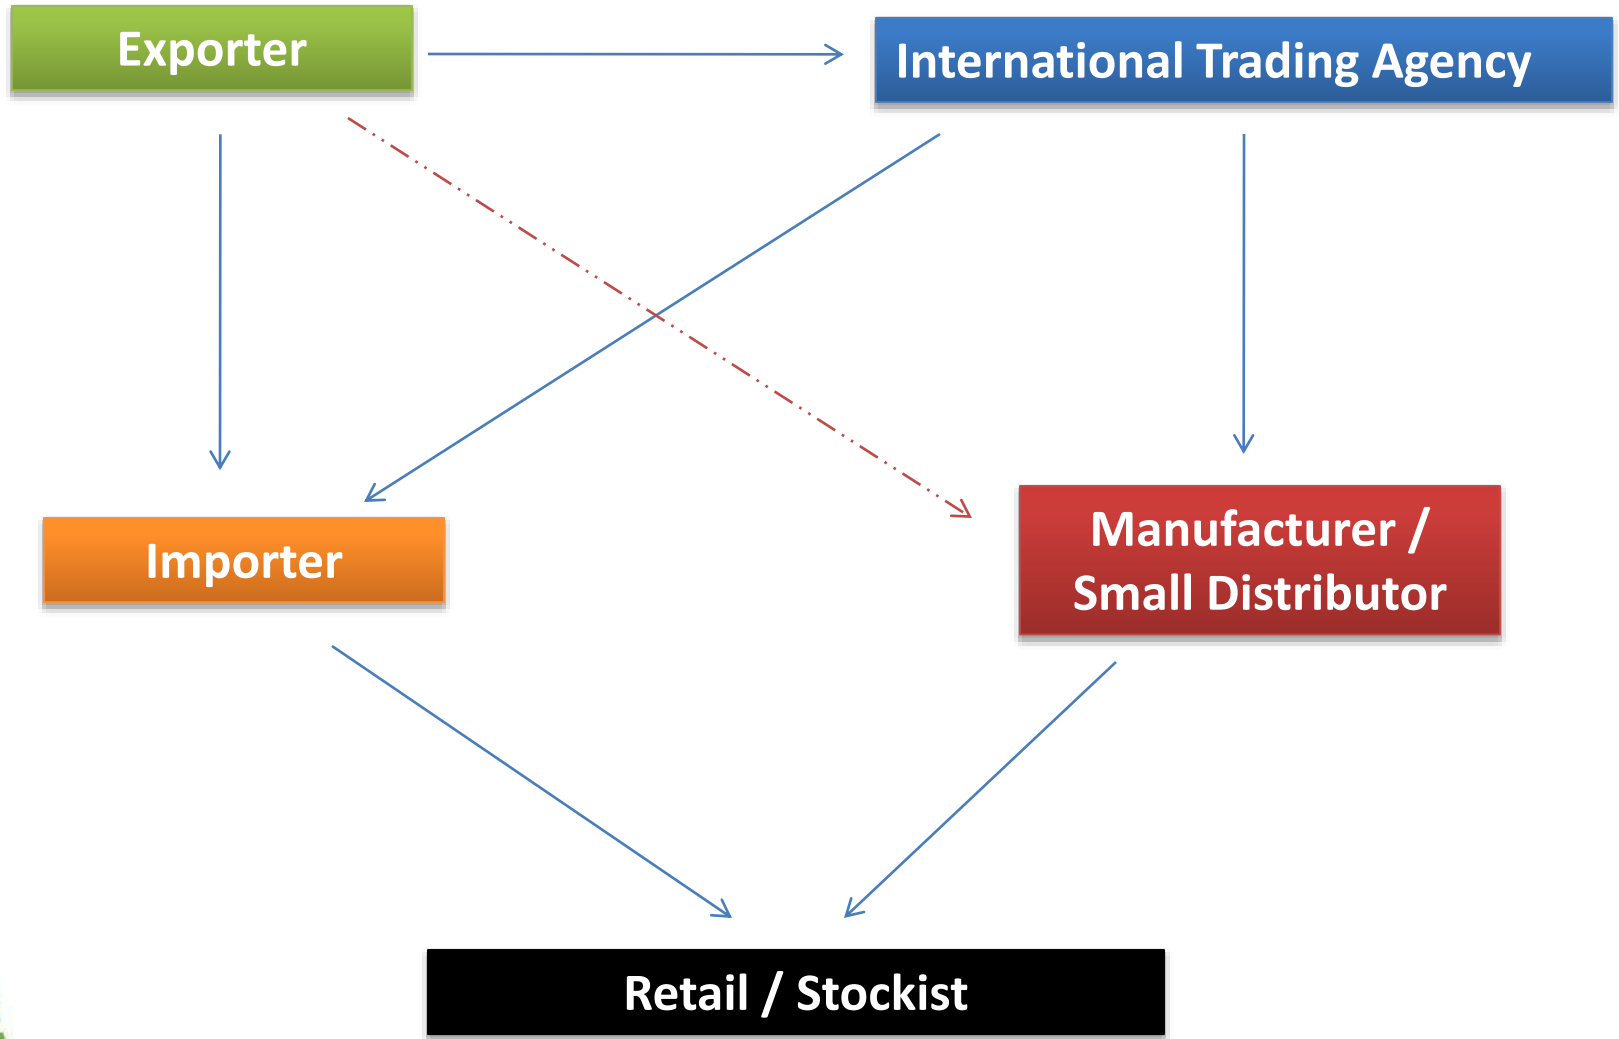 Exporter
International Trading Agency
Importer
Manufacturer /
Small Distributor
Retail / Stockist